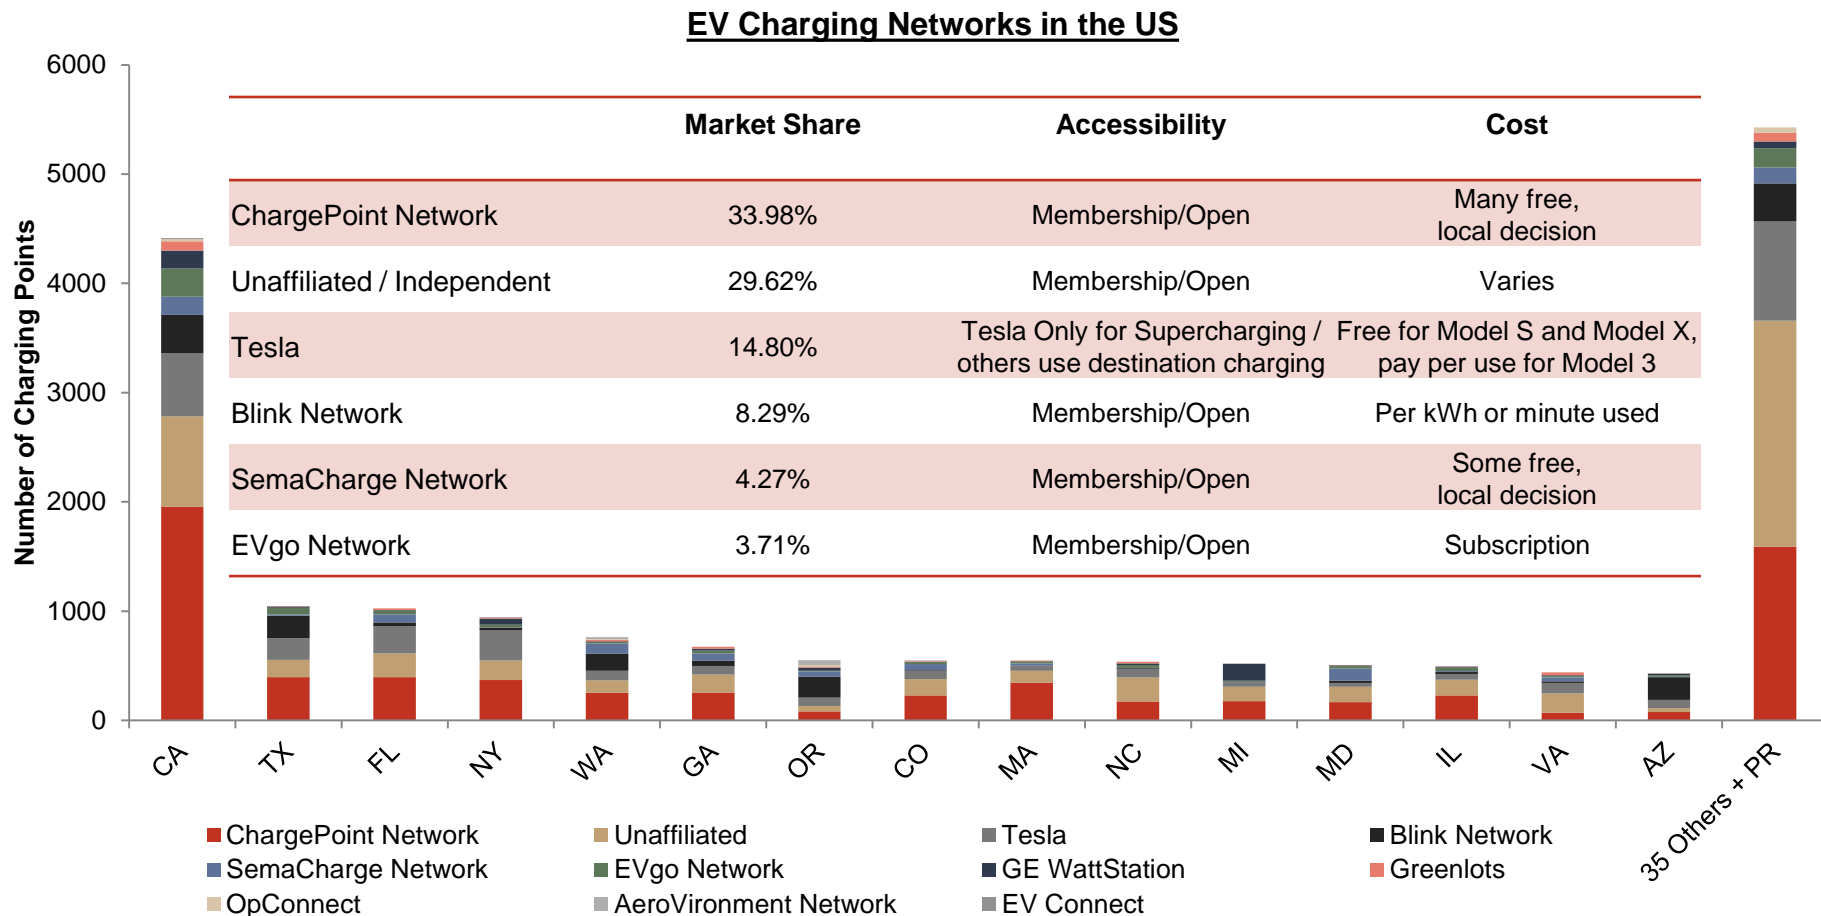 EV Charging Networks in the US
6000
5000
4000
3000
2000
1000
0
Number of Charging Points
Market Share Accessibility Cost
ChargePoint Network 33.98% Membership/Open Many free,
local decision
Unaffiliated / Independent 29.62% Membership/Open Varies
Tesla 14.80% Tesla Only for Supercharging / Free for Model S and Model X,
others use destination charging pay per use for Model 3
Blink Network 8.29% Membership/Open Per kWh or minute used
SemaCharge Network 4.27% Membership/Open Some free,
local decision
EVgo Network 3.71% Membership/Open Subscription
CA TX FL NY WA GA OR CO MA NC MI MD IL VA AZ 35 Others + PR
ChargePoint Network Unaffiliated Tesla Blink Network
SemaCharge Network EVgo Network GE WattStation Greenlots
OpConnect AeroVironment Network EV Connect